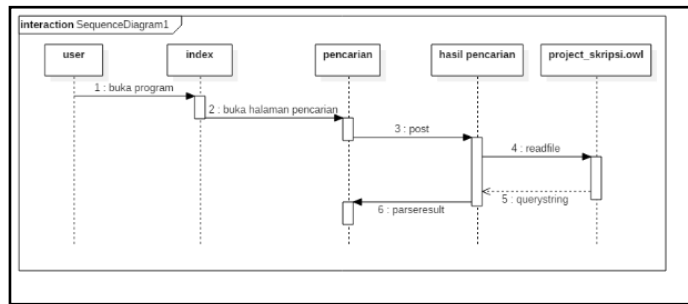 interaction SequenceDiagram1
user
index
pencarian
hasil pencarian
project_skripsi.owl
1 : buka program
2 : buka halaman pencarian
3 : post
4 : readfile
5 : querystring
6 : parseresult